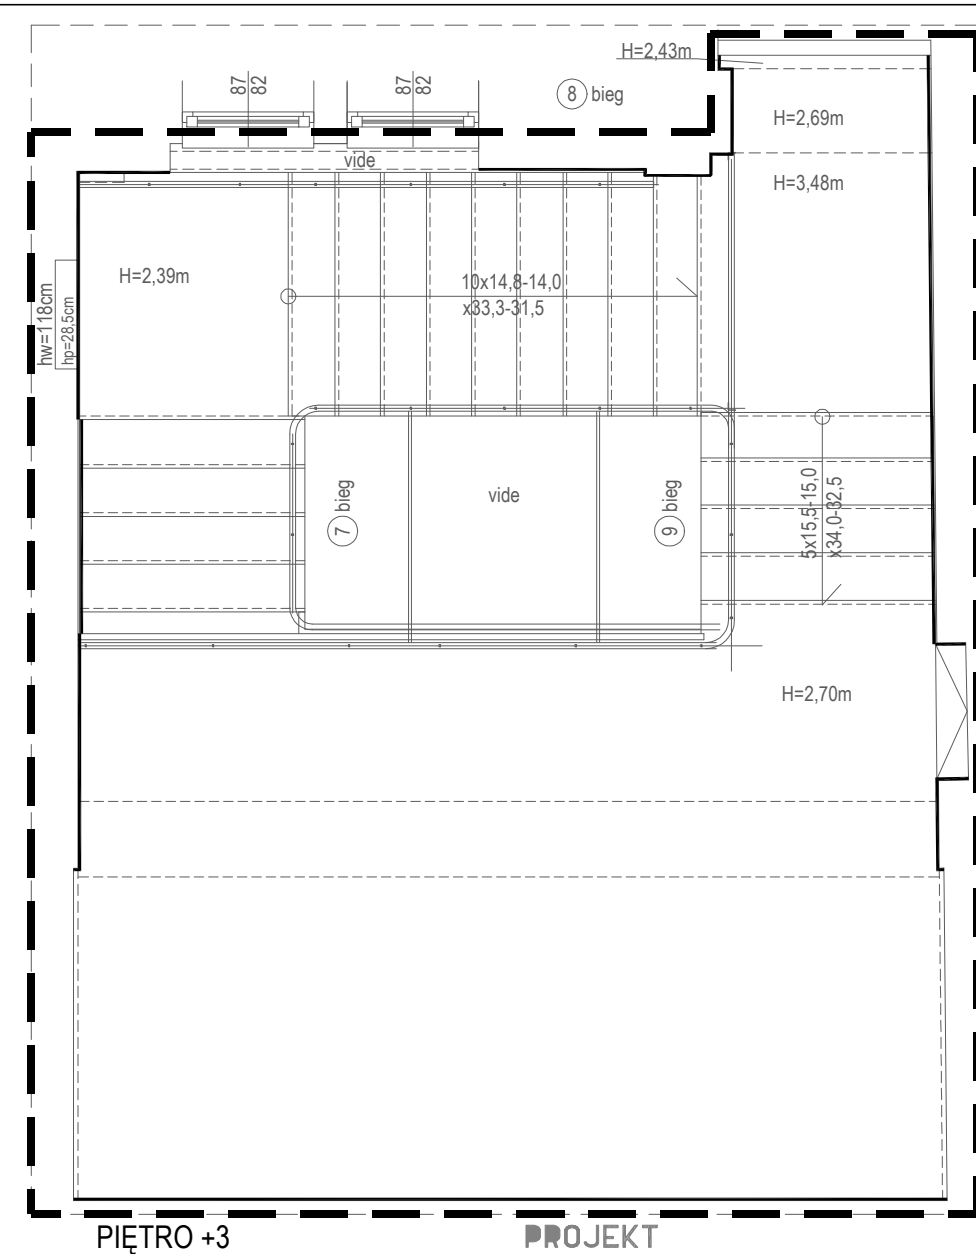 H=2,43m
87
82
87
82
8 bieg
H=2,69m
vide
H=3,48m
H=2,39m
10x14,8-14,0
x33,3-31,5
hw=118cm
hp=28,5cm
7 bieg
vide
9 bieg
5x15,5-15,0
x34,0-32,5
H=2,70m
PIĘTRO +3
PROJEKT